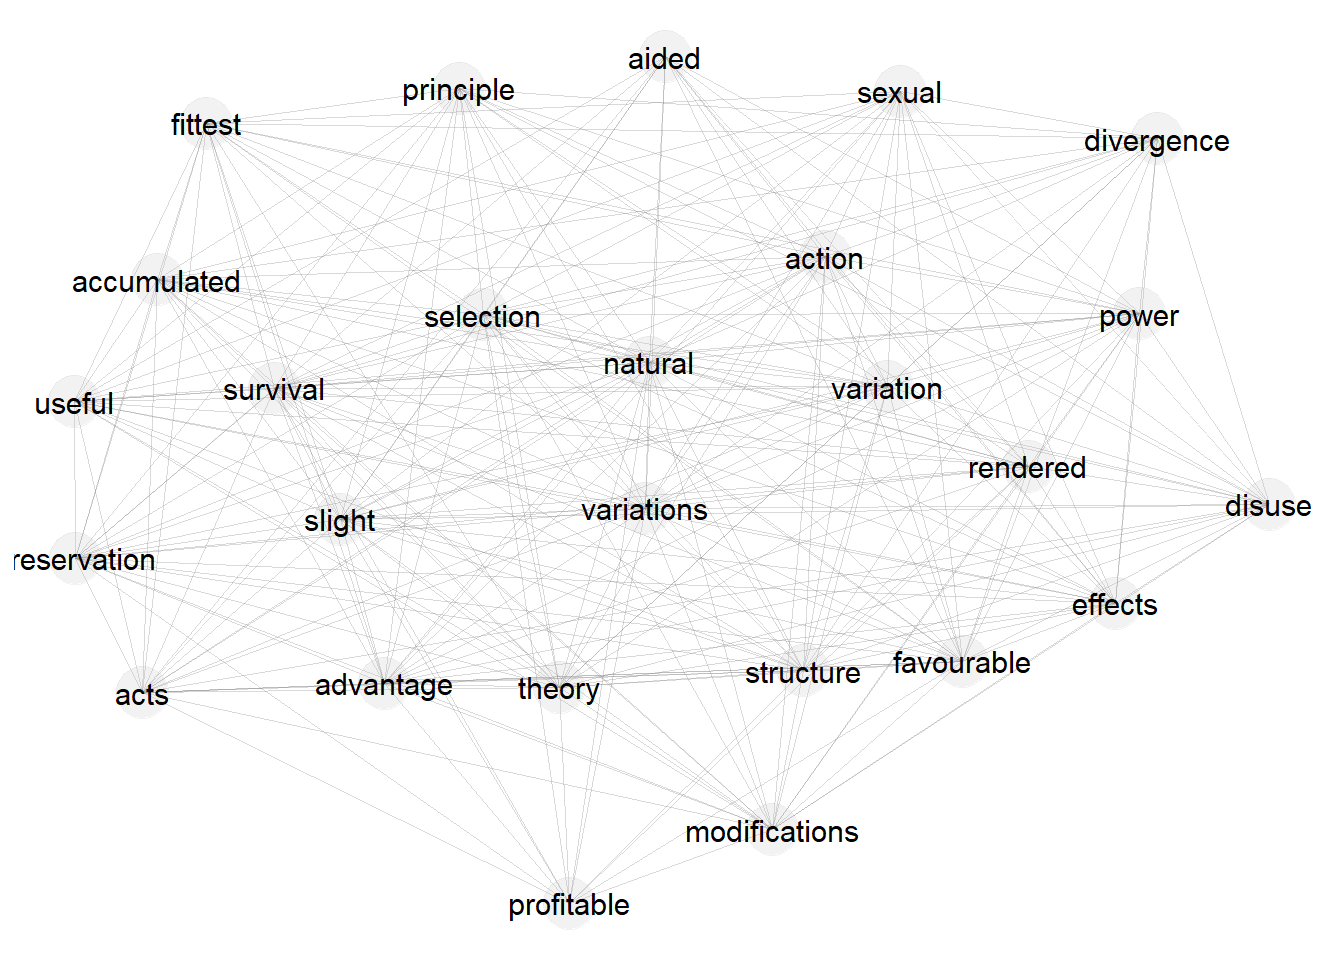 aided
principle
sexual
fittest
divergence
action
accumulated
selection
power
natural
survival
variation
useful
rendered
disuse
variations
slight
reservation
effects
favourable
structure
advantage
theory
acts
modifications
profitable